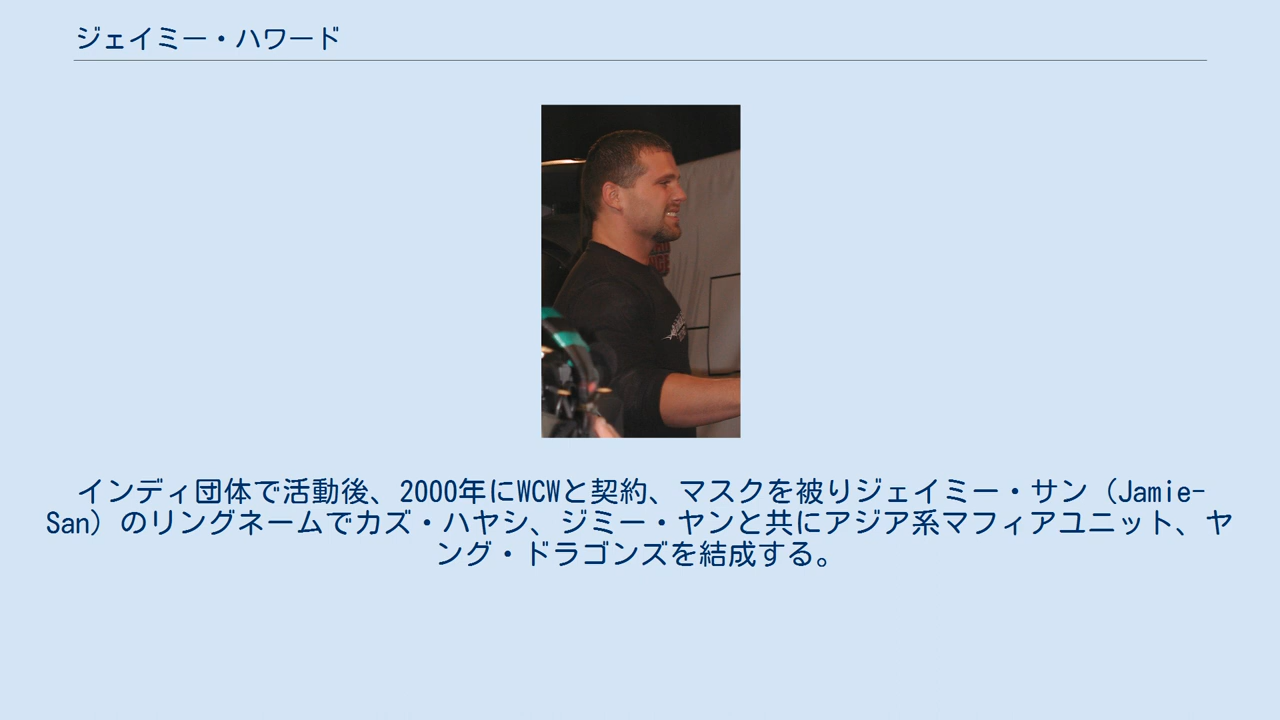 ジェイミー・ハワード
インディ団体で活動後、2000年にWCWと契約、マスクを被りジェイミー・サン（Jamie-
San）のリングネームでカズ・ハヤシ、ジミー・ヤンと共にアジア系マフィアユニット、ヤ
ング・ドラゴンズを結成する。